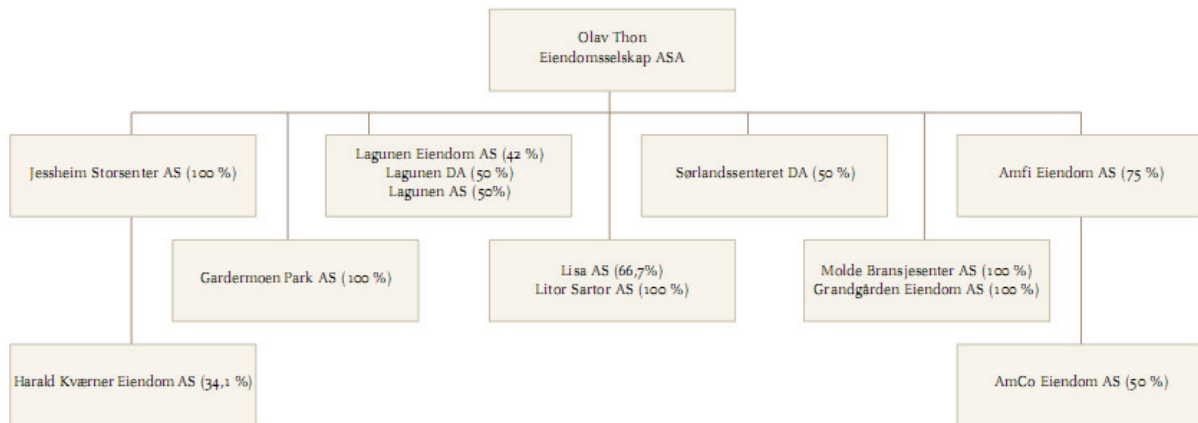 Olav Thon
Eiendomsselskap ASA
Jessheim Storsenter AS (100 %)
Lagunen Eiendom AS (42 %)
Lagunen DA (50 %)
Lagunen AS (50%)
Sørlandssenteret DA (50 %)
Amfi Eiendom AS (75 %)
Gardermoen Park AS (100 %)
Lisa AS (66,7%)
Litor Sartor AS (100 %)
Molde Bransjesenter AS (100 %)
Grandgården Eiendom AS (100 %)
Harald Kværner Eiendom AS (34,1 %)
AmCo Eiendom AS (50 %)